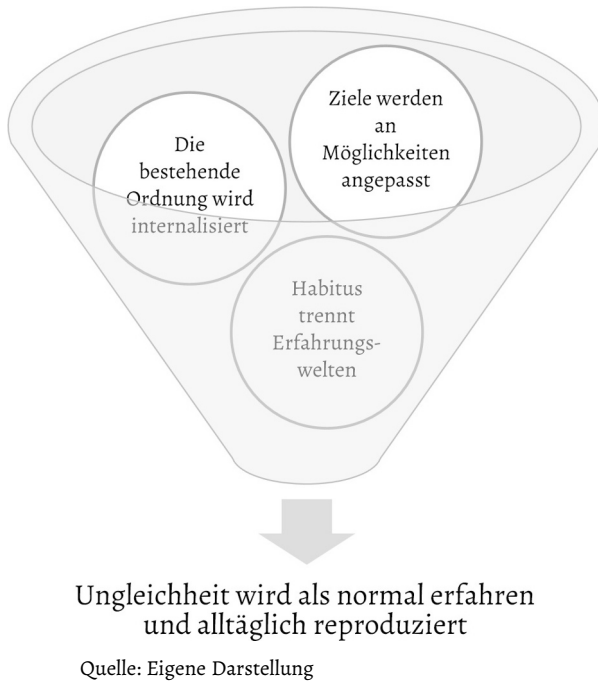 Die
bestehende
Ordnung wird
internalisiert
Ziele werden
an
Möglichkeiten
angepasst
Habitus
trennt
Erfahrungs-
welten
Ungleichheit wird als normal erfahren
und alltäglich reproduziert
Quelle: Eigene Darstellung